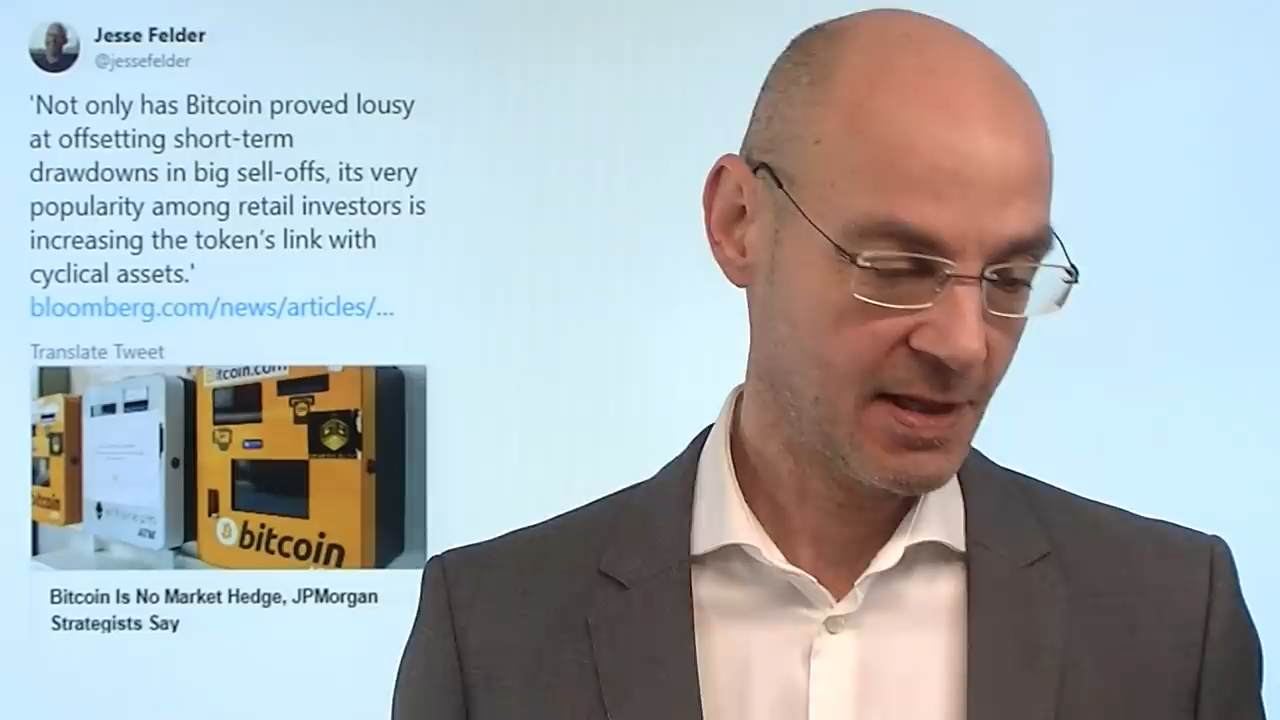 Jesse Felder
@jessefelder
'Not only has Bitcoin proved lousy
at offsetting short-term
drawdowns in big sell-offs, its very
popularity among retail investors is
increasing the token's link with
cyclical assets.'
bloomberg.com/news/articles/...
Translate Tweet
bitcoin.com
bitcoin
ATM
bitcoin
Bitcoin Is No Market Hedge, JPMorgan
Strategists Say